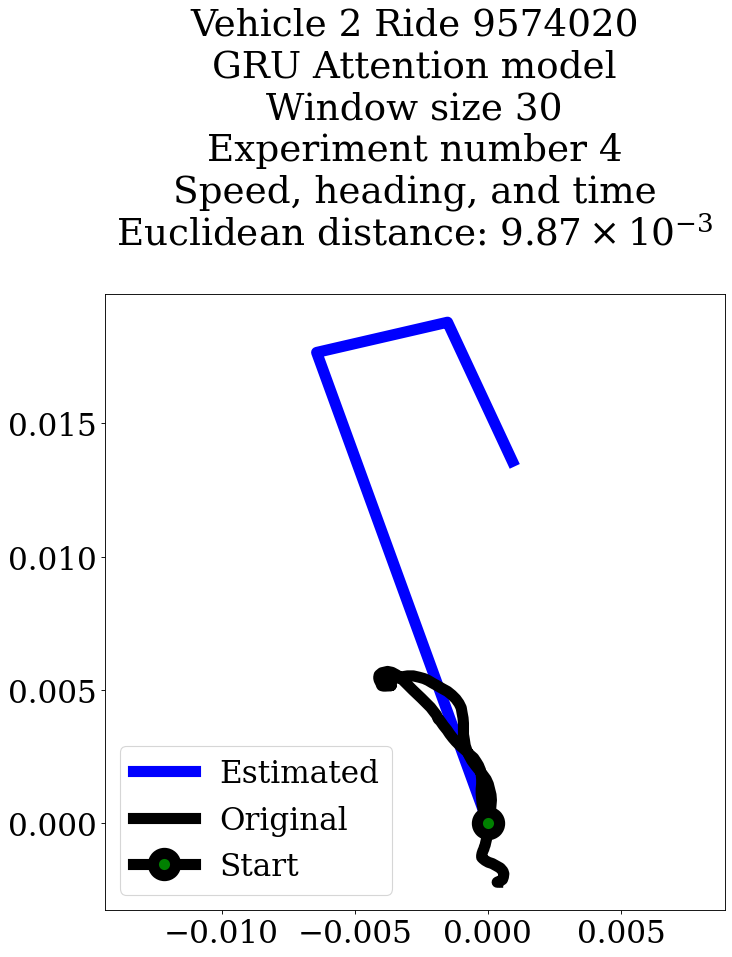 Vehicle 2 Ride 9574020
GRU Attention model
Window size 30
Experiment number 4
Speed, heading, and time
Euclidean distance: 9.87 × 10⁻³
0.015
0.010
0.005
0.000
Estimated
Original
Start
−0.010 −0.005 0.000 0.005